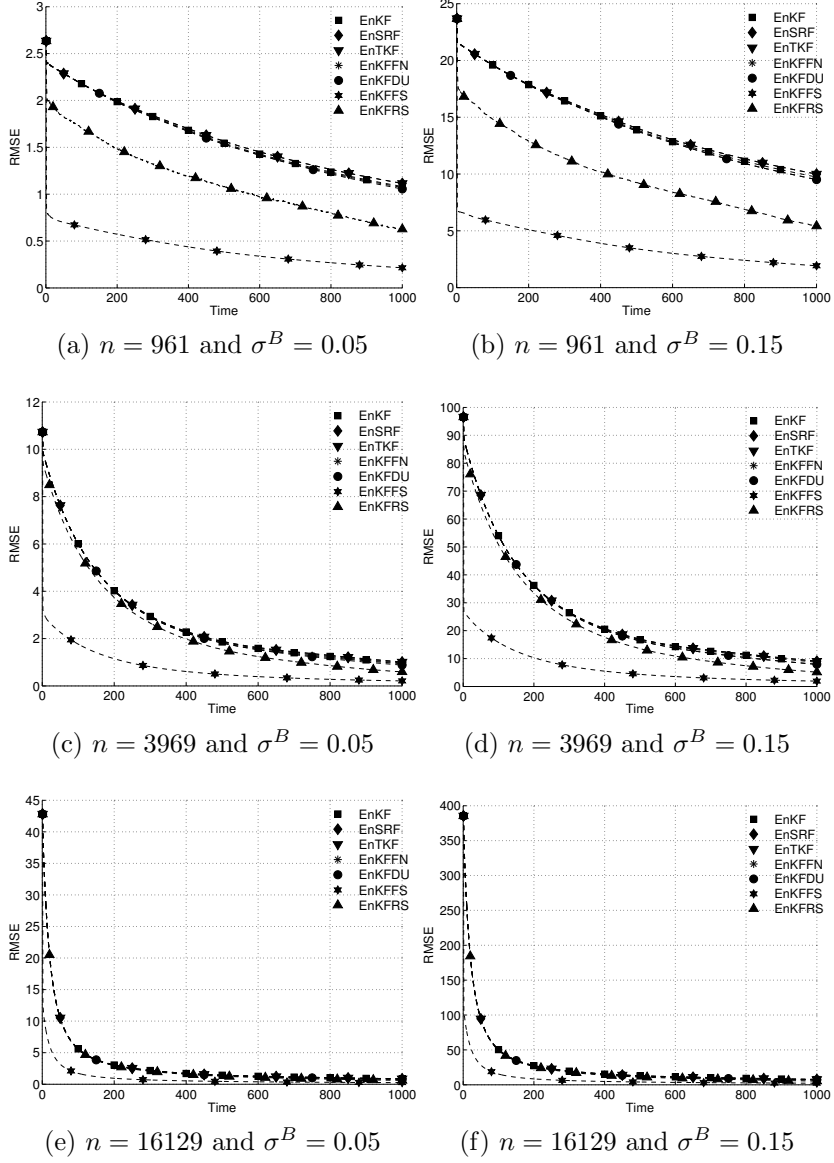 3
2.5
2
1.5
1
0.5
0
RMSE
0 200 400 600 800 1000
Time
EnKF
EnSRF
EnTKF
EnKFFN
EnKFDU
EnKFFS
EnKFRS
(a) n = 961 and σ^B = 0.05
25
20
15
10
5
0
RMSE
0 200 400 600 800 1000
Time
EnKF
EnSRF
EnTKF
EnKFFN
EnKFDU
EnKFFS
EnKFRS
(b) n = 961 and σ^B = 0.15
12
10
8
6
4
2
0
RMSE
0 200 400 600 800 1000
Time
EnKF
EnSRF
EnTKF
EnKFFN
EnKFDU
EnKFFS
EnKFRS
(c) n = 3969 and σ^B = 0.05
100
90
80
70
60
50
40
30
20
10
0
RMSE
0 200 400 600 800 1000
Time
EnKF
EnSRF
EnTKF
EnKFFN
EnKFDU
EnKFFS
EnKFRS
(d) n = 3969 and σ^B = 0.15
45
40
35
30
25
20
15
10
5
0
RMSE
0 200 400 600 800 1000
Time
EnKF
EnSRF
EnTKF
EnKFFN
EnKFDU
EnKFFS
EnKFRS
(e) n = 16129 and σ^B = 0.05
400
350
300
250
200
150
100
50
0
RMSE
0 200 400 600 800 1000
Time
EnKF
EnSRF
EnTKF
EnKFFN
EnKFDU
EnKFFS
EnKFRS
(f) n = 16129 and σ^B = 0.15